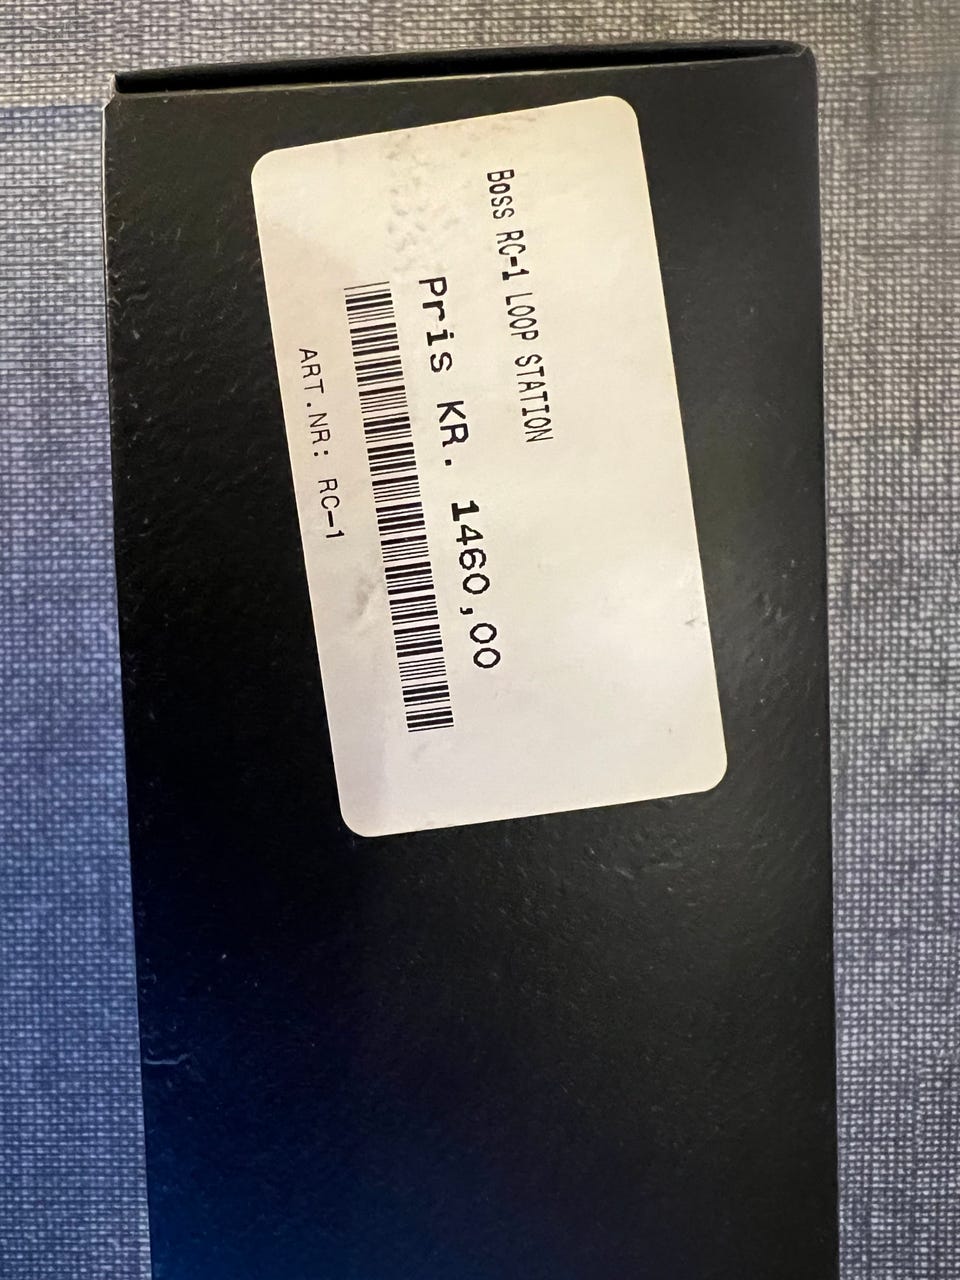 Boss RC-1 LOOP STATION
Pris KR. 1460,00
ART.NR: RC-1